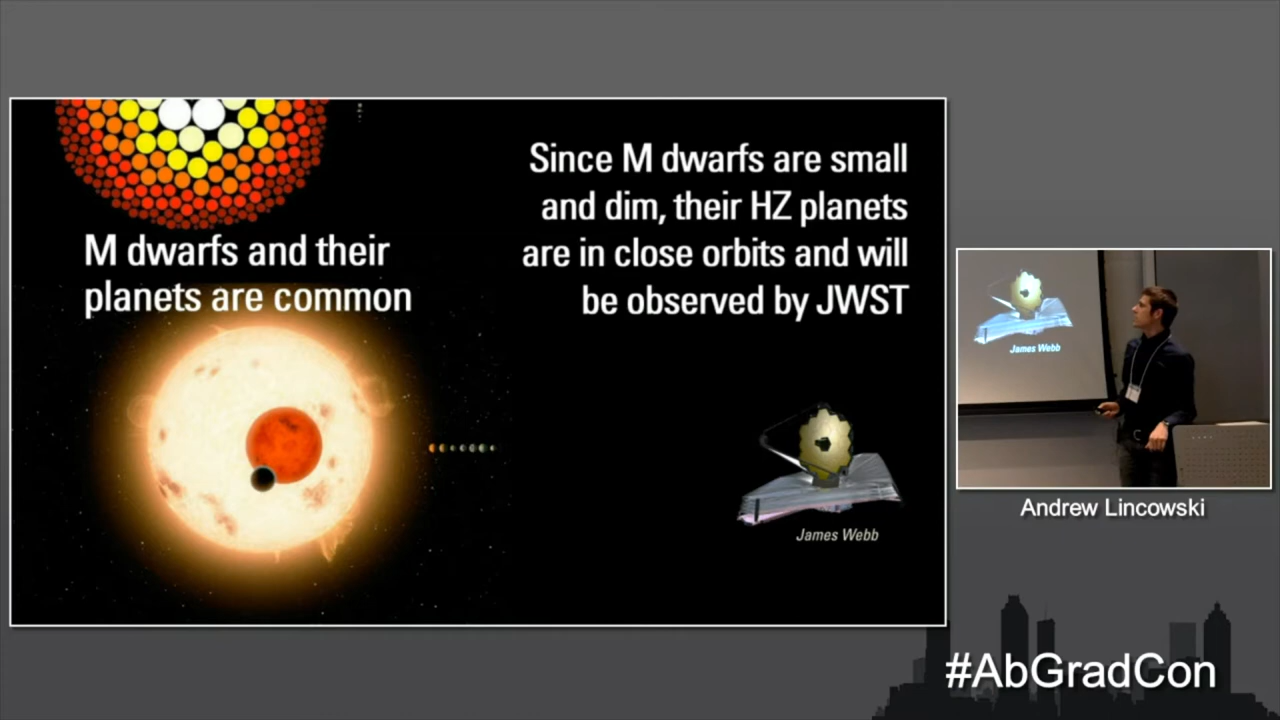 M dwarfs and their
planets are common
Since M dwarfs are small
and dim, their HZ planets
are in close orbits and will
be observed by JWST
James Webb
James Webb
Andrew Lincowski
#AbGradCon